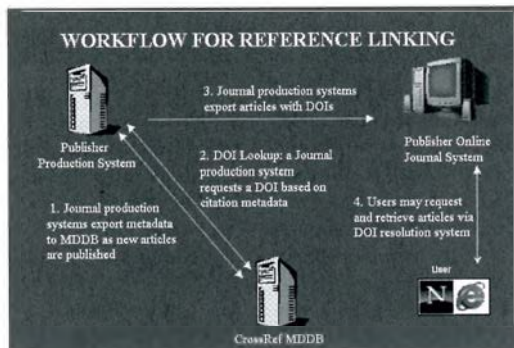 WORKFLOW FOR REFERENCE LINKING
3. Journal production systems
export articles with DOIs
Publisher
Production System
Publisher Online
Journal System
2. DOI Lookup: a Journal
production system
requests a DOI based on
citation metadata
1. Journal production
systems export metadata
to MDDB as new articles
are published
4. Users may request
and retrieve articles via
DOI resolution system
User
N
e
CrossRef MDDB